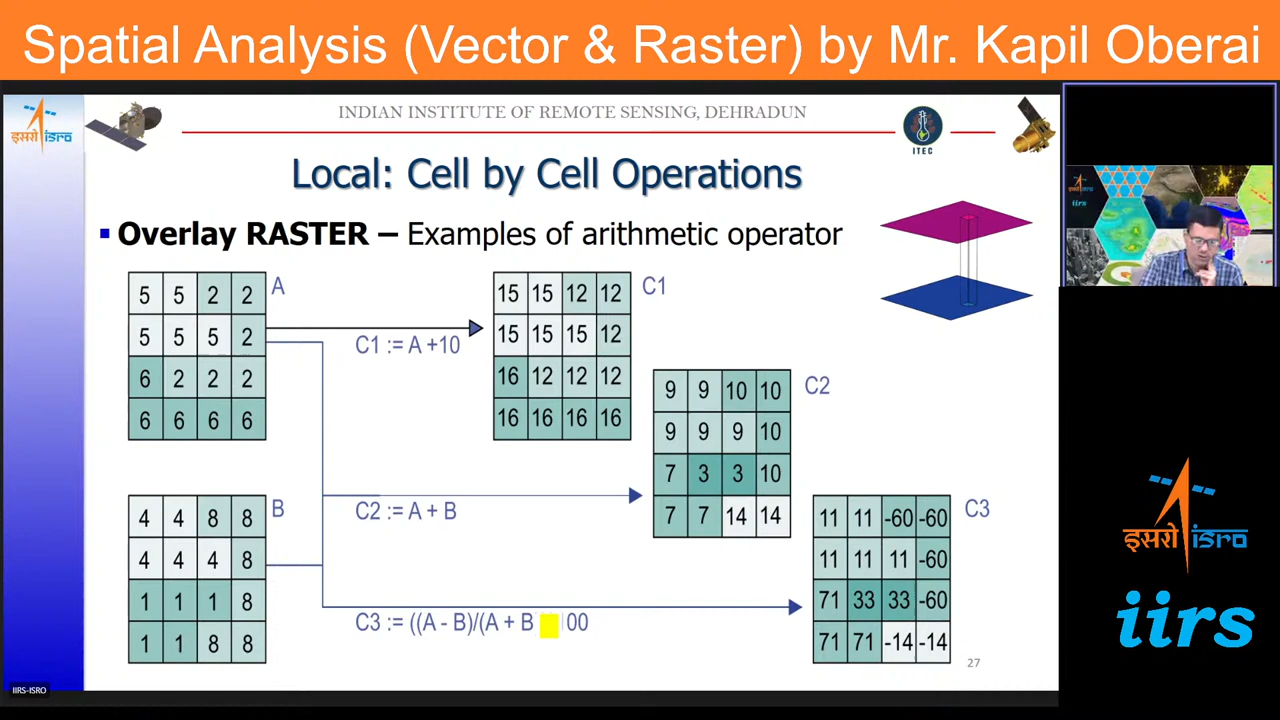 Spatial Analysis (Vector & Raster) by Mr. Kapil Oberai
इसरो isro
INDIAN INSTITUTE OF REMOTE SENSING, DEHRADUN
ITEC
Local: Cell by Cell Operations
Overlay RASTER – Examples of arithmetic operator
5 5 2 2
5 5 5 2
6 2 2 2
6 6 6 6
A
C1 := A +10
15 15 12 12
15 15 15 12
16 12 12 12
16 16 16 16
C1
9 9 10 10
9 9 9 10
7 3 3 10
7 7 14 14
C2
C2 := A + B
4 4 8 8
4 4 4 8
1 1 1 8
1 1 8 8
B
C3 := ((A - B)/(A + B 00
11 11 -60 -60
11 11 11 -60
71 33 33 -60
71 71 -14 -14
C3
27
IIRS-ISRO
iirs
इसरो isro
iirs